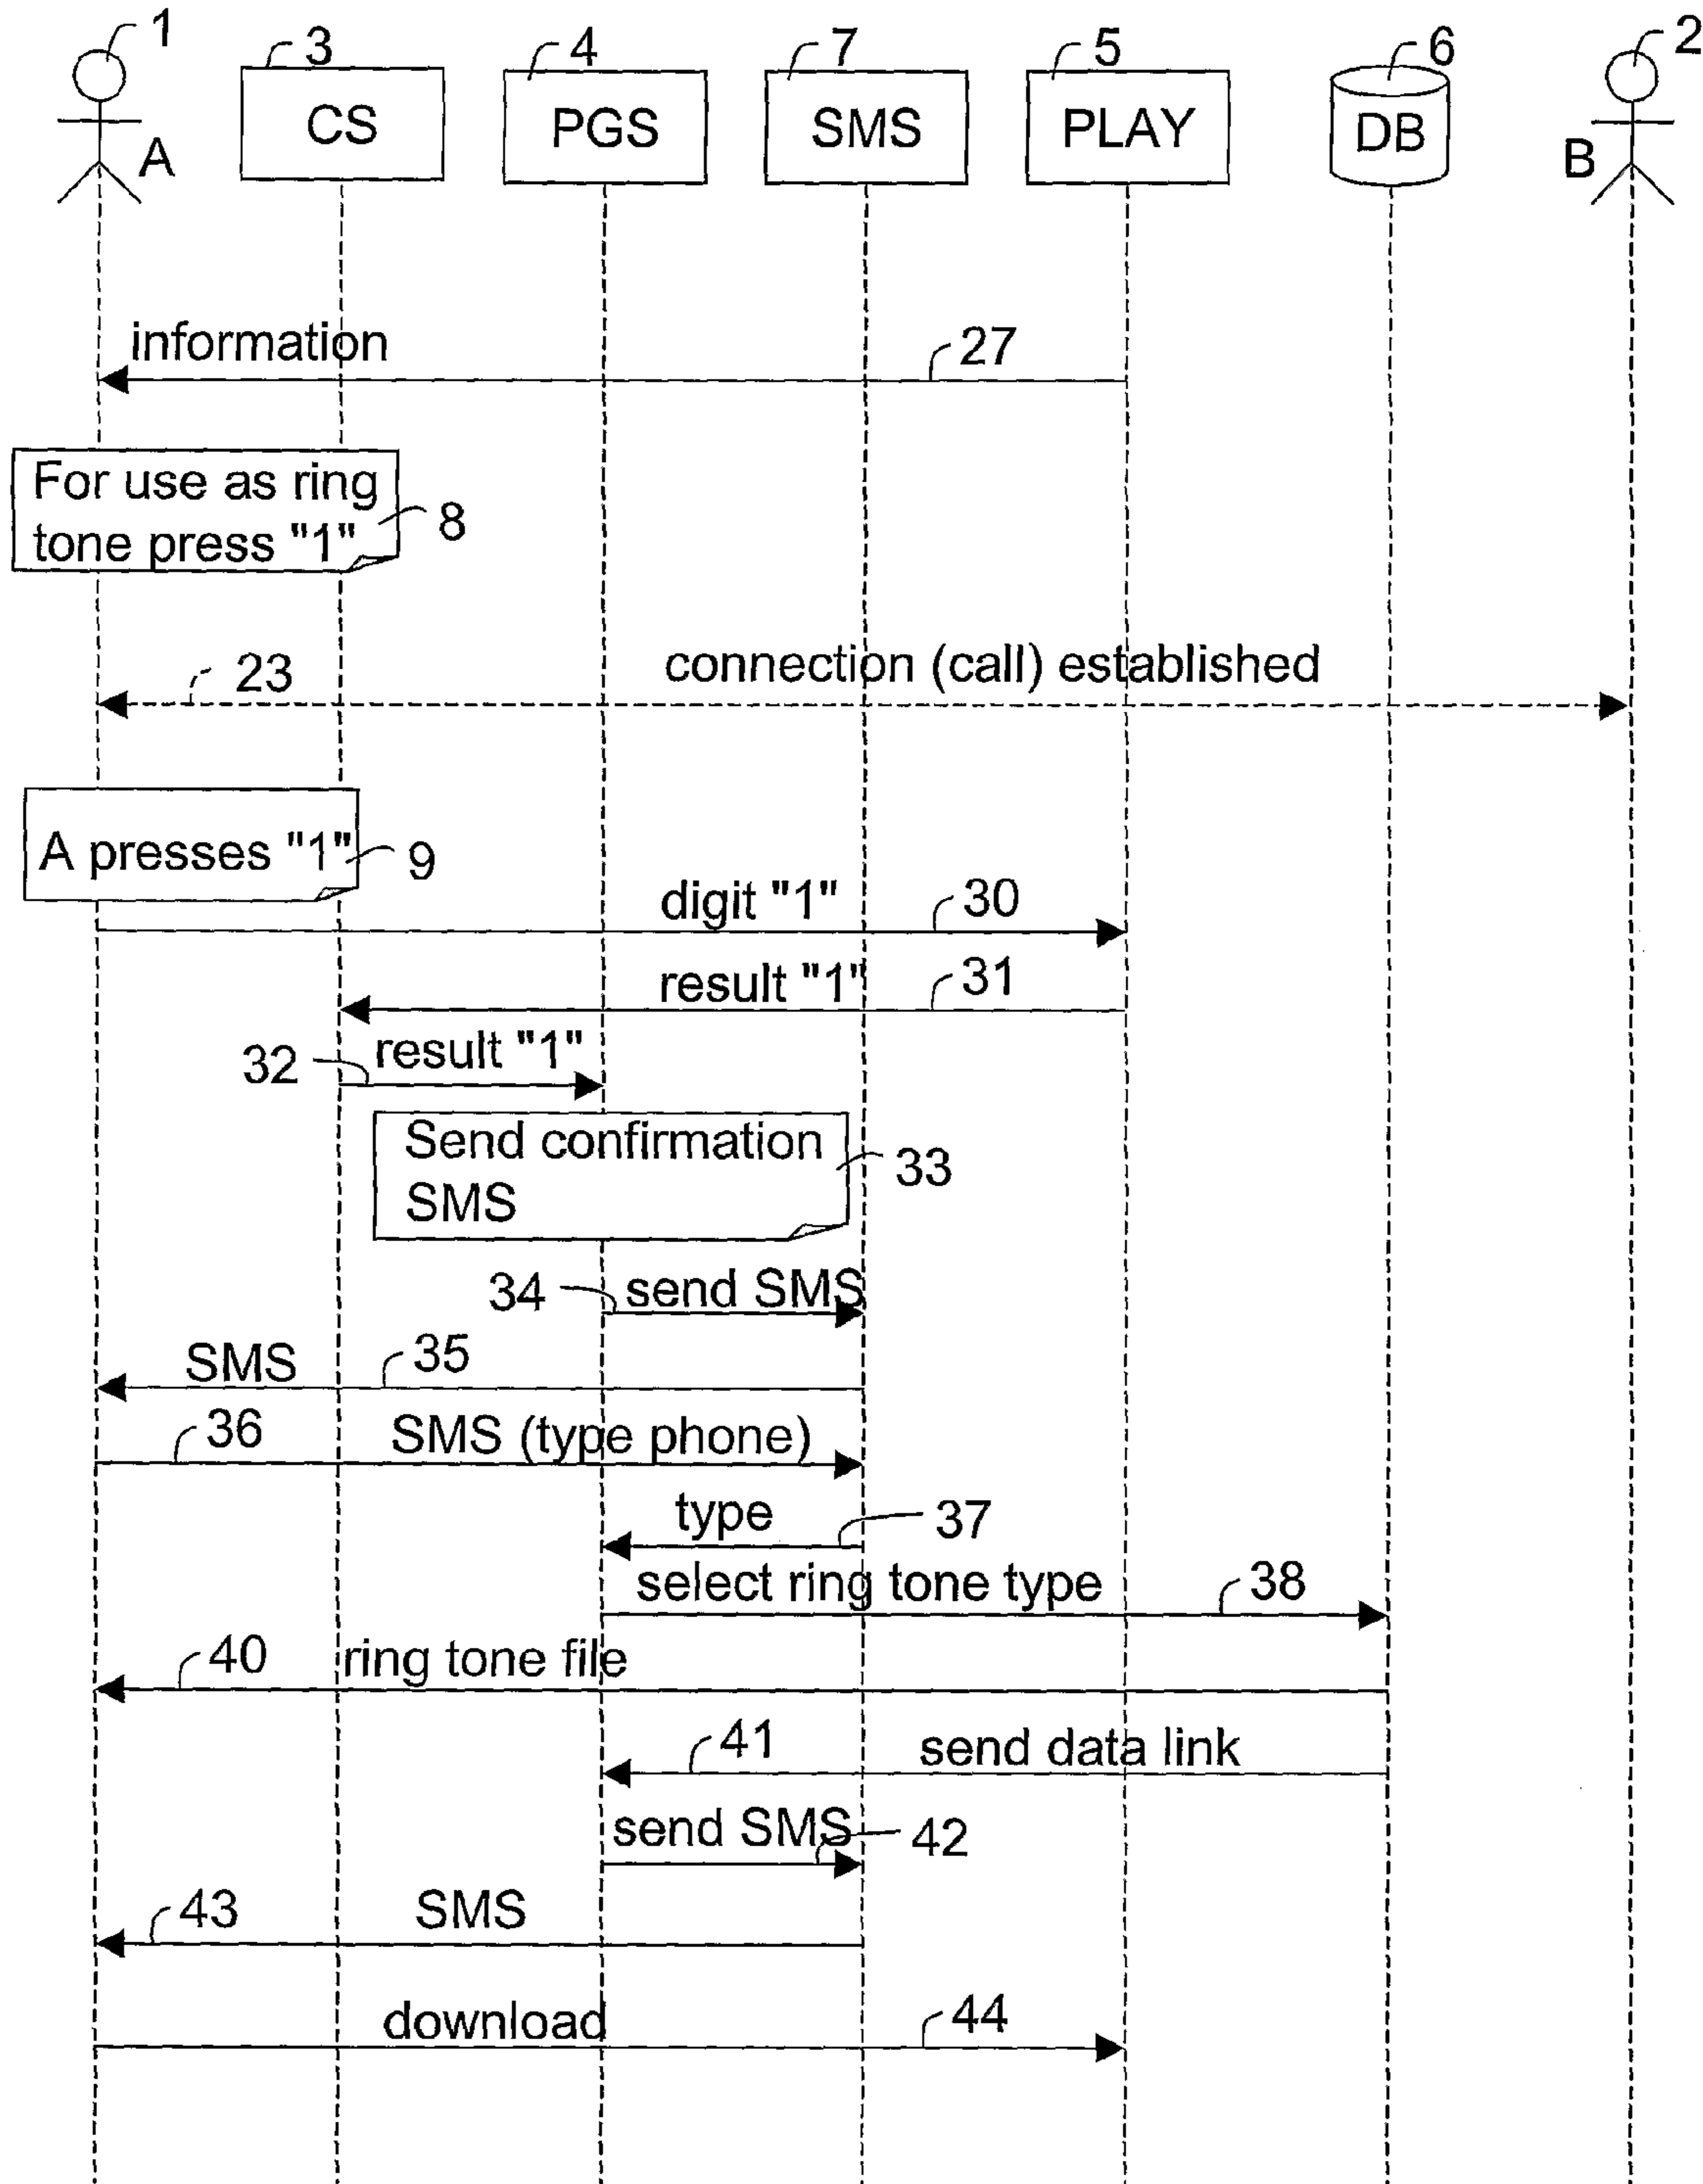 1 3 4 7 5 6 2
A CS PGS SMS PLAY DB B
information 27
For use as ring
tone press "1" 8
23 connection (call) established
A presses "1" 9
digit "1" 30
result "1" 31
32 result "1"
Send confirmation
SMS 33
34 send SMS
SMS 35
36 SMS (type phone)
type 37
select ring tone type 38
40 ring tone file
41 send data link
send SMS 42
43 SMS
download 44